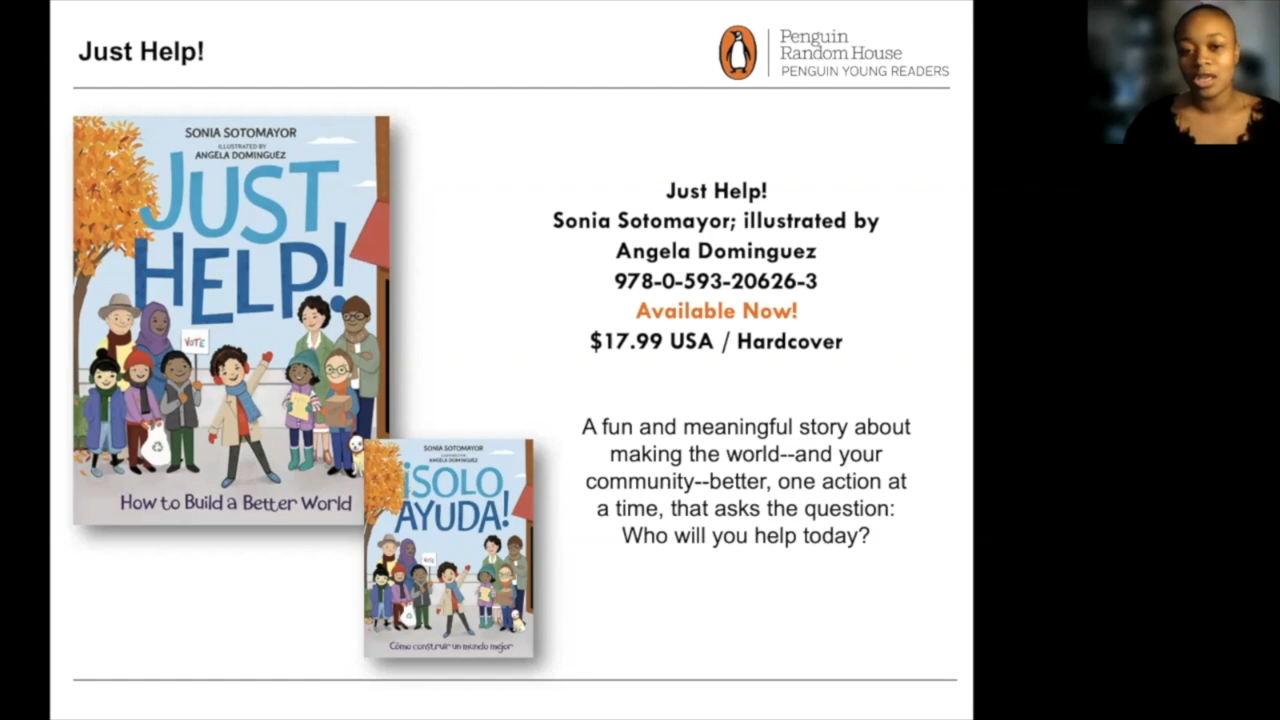 Just Help!
Penguin
Random House
PENGUIN YOUNG READERS
SONIA SOTOMAYOR
ILLUSTRATED BY
ANGELA DOMINGUEZ
JUST
HELP!
VOTE
How to Build a Better World
SONIA SOTOMAYOR
ANGELA DOMINGUEZ
¡SOLO
AYUDA!
VOTE
Cómo construir un mundo mejor
Just Help!
Sonia Sotomayor; illustrated by
Angela Dominguez
978-0-593-20626-3
Available Now!
$17.99 USA / Hardcover
A fun and meaningful story about
making the world--and your
community--better, one action at
a time, that asks the question:
Who will you help today?